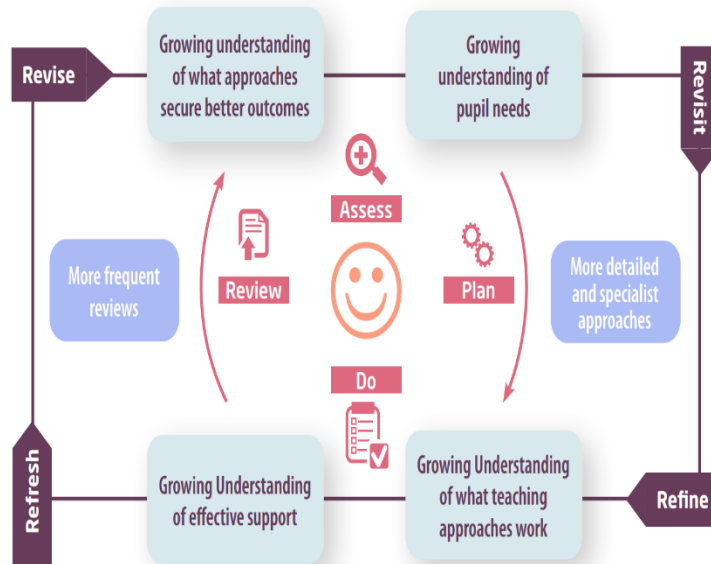 Revise
Growing understanding
of what approaches
secure better outcomes
Growing
understanding of
pupil needs
Revisit
Assess
More frequent
reviews
Review
Plan
More detailed
and specialist
approaches
Do
Refresh
Growing Understanding
of effective support
Growing Understanding
of what teaching
approaches work
Refine